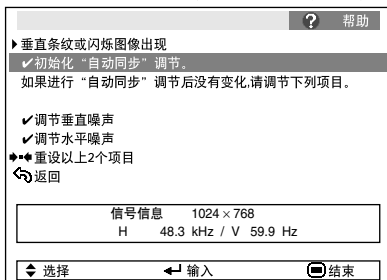 ? 帮助
垂直条纹或闪烁图像出现
✔初始化“自动同步”调节。
如果进行“自动同步”调节后没有变化,请调节下列项目。
✔调节垂直噪声
✔调节水平噪声
重设以上2个项目
返回
信号信息 1024×768
H 48.3 kHz / V 59.9 Hz
选择 输入 结束